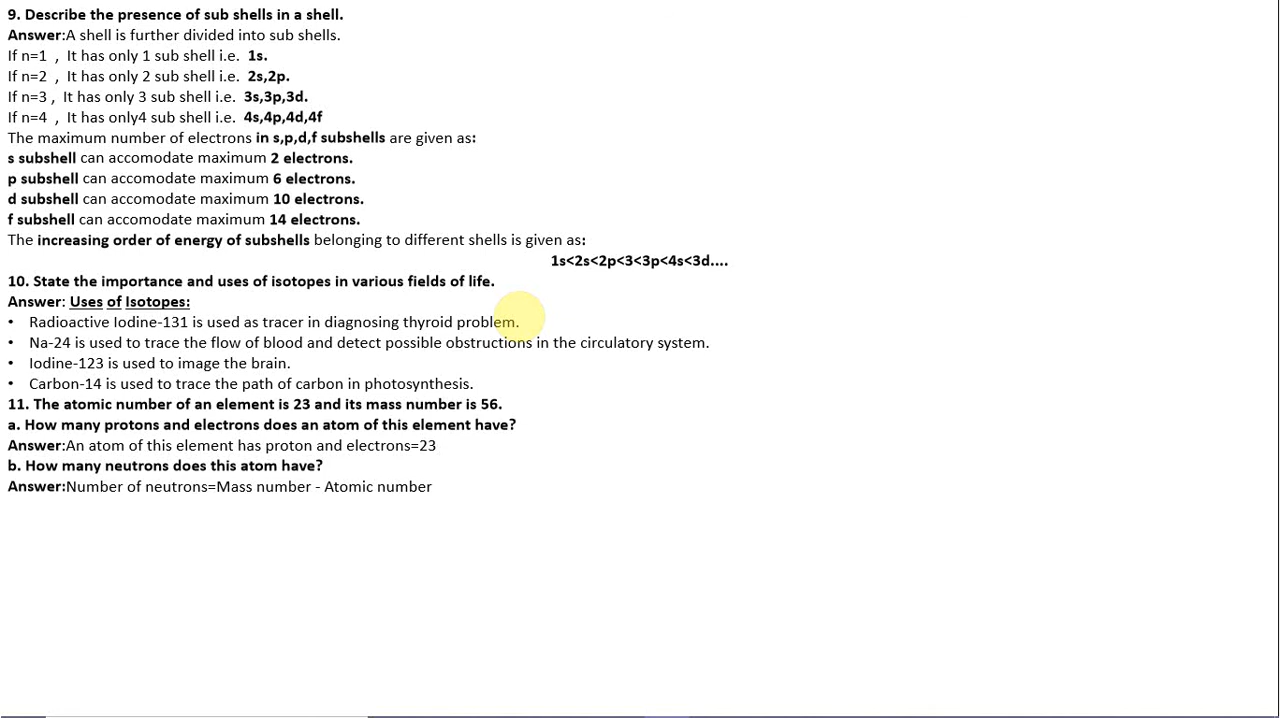 9. Describe the presence of sub shells in a shell.
Answer:A shell is further divided into sub shells.
If n=1 , It has only 1 sub shell i.e. 1s.
If n=2 , It has only 2 sub shell i.e. 2s,2p.
If n=3 , It has only 3 sub shell i.e. 3s,3p,3d.
If n=4 , It has only4 sub shell i.e. 4s,4p,4d,4f
The maximum number of electrons in s,p,d,f subshells are given as:
s subshell can accomodate maximum 2 electrons.
p subshell can accomodate maximum 6 electrons.
d subshell can accomodate maximum 10 electrons.
f subshell can accomodate maximum 14 electrons.
The increasing order of energy of subshells belonging to different shells is given as:
1s<2s<2p<3<3p<4s<3d....
10. State the importance and uses of isotopes in various fields of life.
Answer: Uses of Isotopes:
• Radioactive Iodine-131 is used as tracer in diagnosing thyroid problem.
• Na-24 is used to trace the flow of blood and detect possible obstructions in the circulatory system.
• Iodine-123 is used to image the brain.
• Carbon-14 is used to trace the path of carbon in photosynthesis.
11. The atomic number of an element is 23 and its mass number is 56.
a. How many protons and electrons does an atom of this element have?
Answer:An atom of this element has proton and electrons=23
b. How many neutrons does this atom have?
Answer:Number of neutrons=Mass number - Atomic number